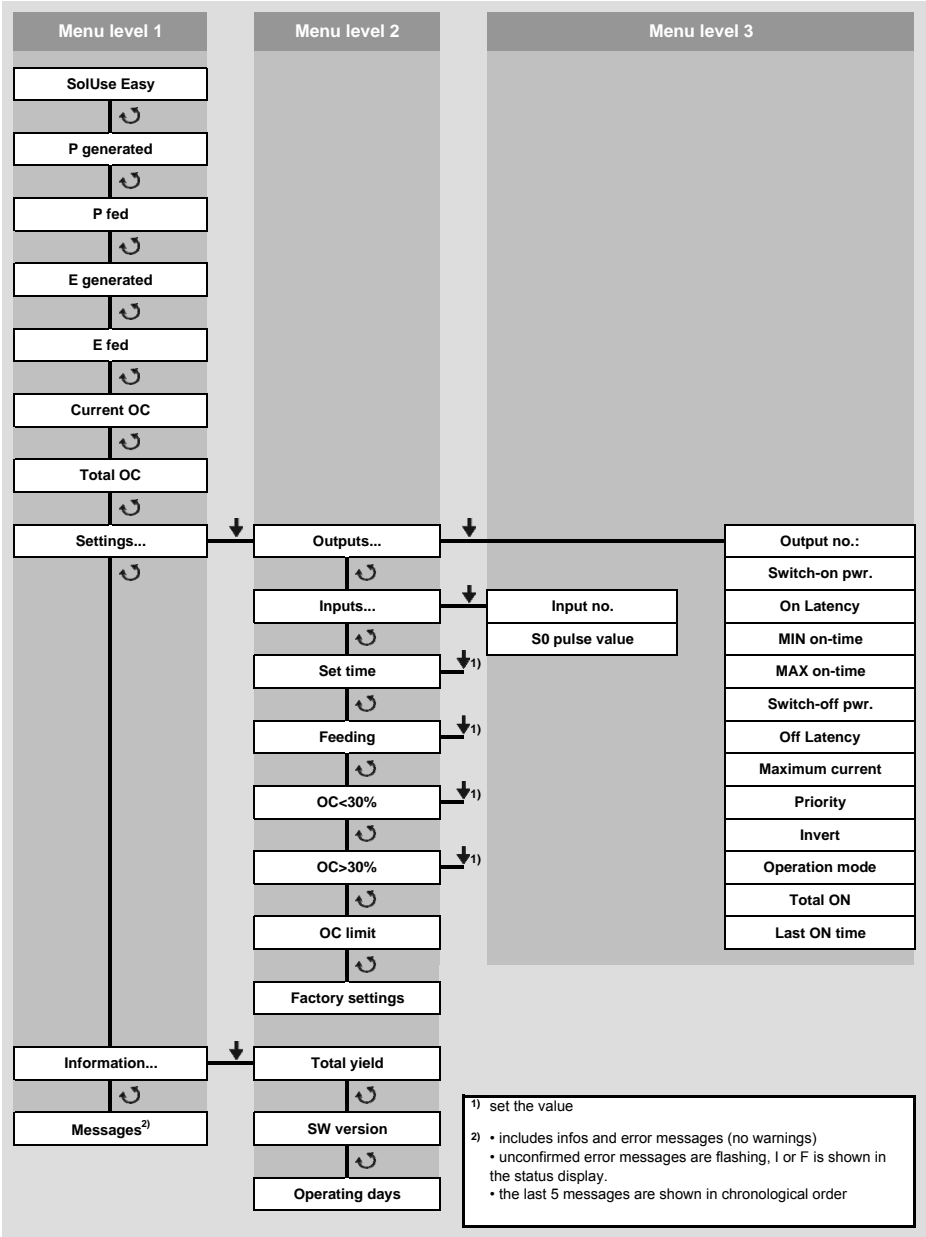 Menu level 1
Menu level 2
Menu level 3
SolUse Easy
P generated
P fed
E generated
E fed
Current OC
Total OC
Settings...
Outputs...
Output no.:
Switch-on pwr.
Inputs...
Input no.
On Latency
S0 pulse value
MIN on-time
Set time
1)
MAX on-time
Switch-off pwr.
Feeding
1)
Off Latency
Maximum current
OC<30%
1)
Priority
Invert
OC>30%
1)
Operation mode
Total ON
OC limit
Last ON time
Factory settings
Information...
Total yield
Messages2)
SW version
Operating days
1) set the value
2) • includes infos and error messages (no warnings)
• unconfirmed error messages are flashing, I or F is shown in
the status display.
• the last 5 messages are shown in chronological order